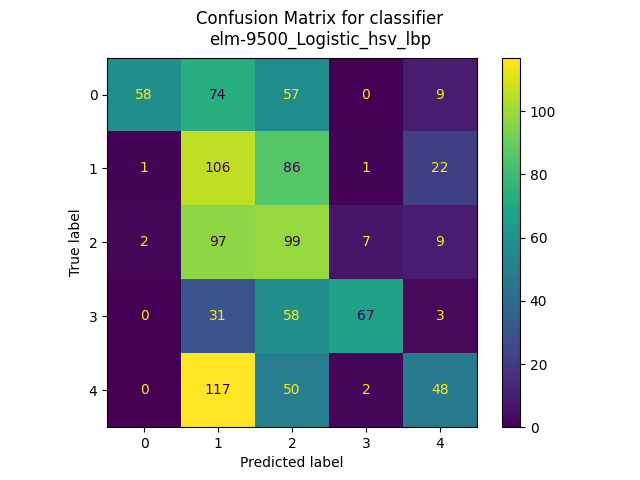 Confusion Matrix for classifier
elm-9500_Logistic_hsv_lbp
0 58 74 57 0 9
1 1 106 86 1 22
2 2 97 99 7 9
3 0 31 58 67 3
4 0 117 50 2 48
0 1 2 3 4
Predicted label
True label
100
80
60
40
20
0